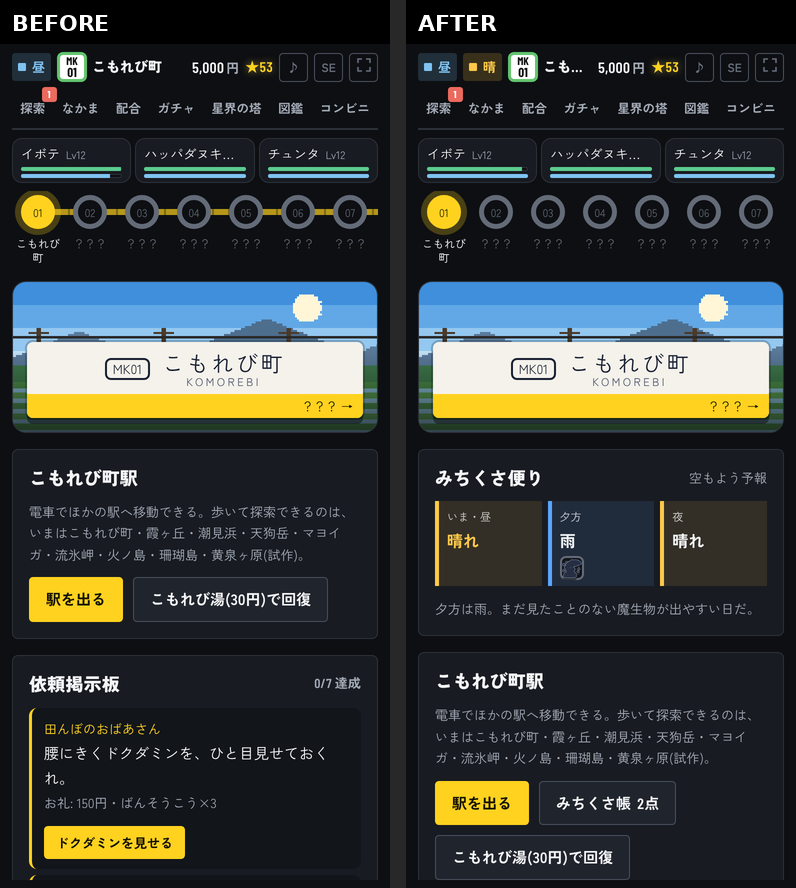 BEFORE
昼 MK 01 こもれび町 5,000 円 ★53 ♪ SE
1
探索 なかま 配合 ガチャ 星界の塔 図鑑 コンビニ
イボテ Lv12 ハッパダヌキ… チュンタ Lv12
01 02 03 04 05 06 07
こもれび町 ??? ??? ??? ??? ??? ???
MK01 こもれび町
KOMOREBI
???→
こもれび町駅
電車でほかの駅へ移動できる。歩いて探索できるのは、
いまはこもれび町・霞ヶ丘・潮見浜・天狗岳・マヨイ
ガ・流氷岬・火ノ島・珊瑚島・黄泉ヶ原(試作)。
駅を出る こもれび湯(30円)で回復
依頼掲示板 0/7 達成
田んぼのおばあさん
腰にきくドクダミンを、ひと目見せておく
れ。
お礼: 150円・ばんそうこう×3
ドクダミンを見せる
AFTER
昼 晴 MK 01 こも… 5,000 円 ★53 ♪ SE
1
探索 なかま 配合 ガチャ 星界の塔 図鑑 コンビニ
イボテ Lv12 ハッパダヌキ… チュンタ Lv12
01 02 03 04 05 06 07
こもれび町 ??? ??? ??? ??? ??? ???
MK01 こもれび町
KOMOREBI
???→
みちくさ便り 空もよう予報
いま・昼 夕方 夜
晴れ 雨 晴れ
夕方は雨。まだ見たことのない魔生物が出やすい日だ。
こもれび町駅
電車でほかの駅へ移動できる。歩いて探索できるのは、
いまはこもれび町・霞ヶ丘・潮見浜・天狗岳・マヨイ
ガ・流氷岬・火ノ島・珊瑚島・黄泉ヶ原(試作)。
駅を出る みちくさ帳 2点
こもれび湯(30円)で回復